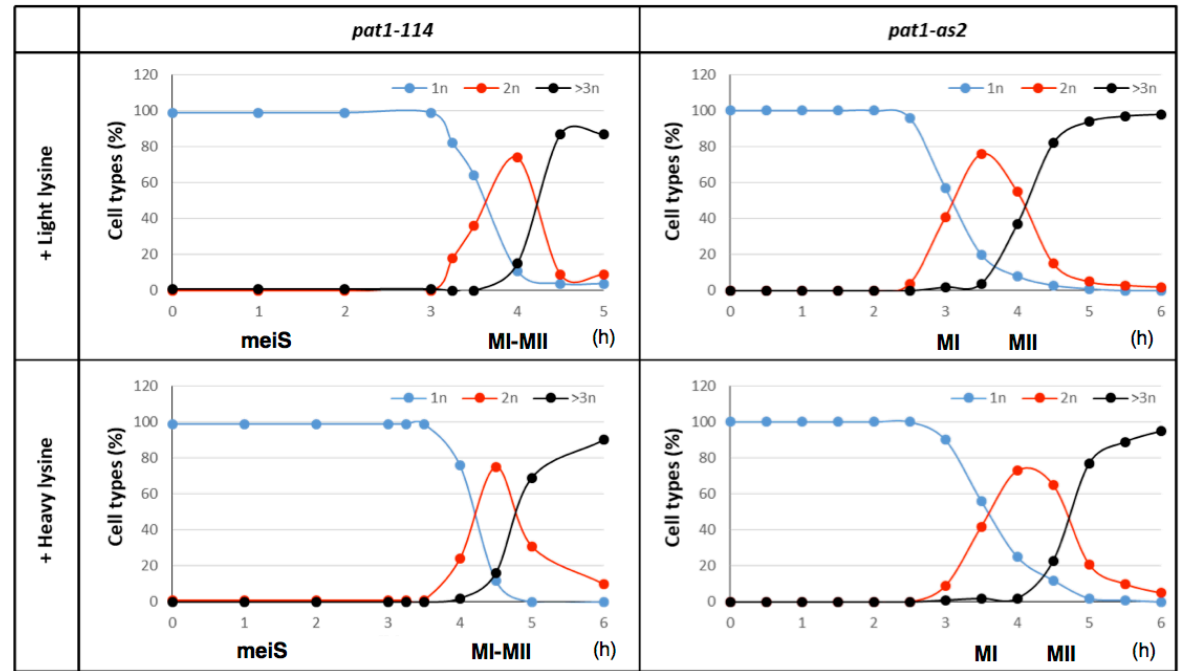 pat1-114
pat1-as2
+ Light lysine
Cell types (%)
120
100
80
60
40
20
0
1n 2n >3n
0 1 2 3 4 5
meiS MI-MII (h)
Cell types (%)
120
100
80
60
40
20
0
1n 2n >3n
0 1 2 3 4 5 6
MI MII (h)
+ Heavy lysine
Cell types (%)
120
100
80
60
40
20
0
1n 2n >3n
0 1 2 3 4 5 6
meiS MI-MII (h)
Cell types (%)
120
100
80
60
40
20
0
1n 2n >3n
0 1 2 3 4 5 6
MI MII (h)